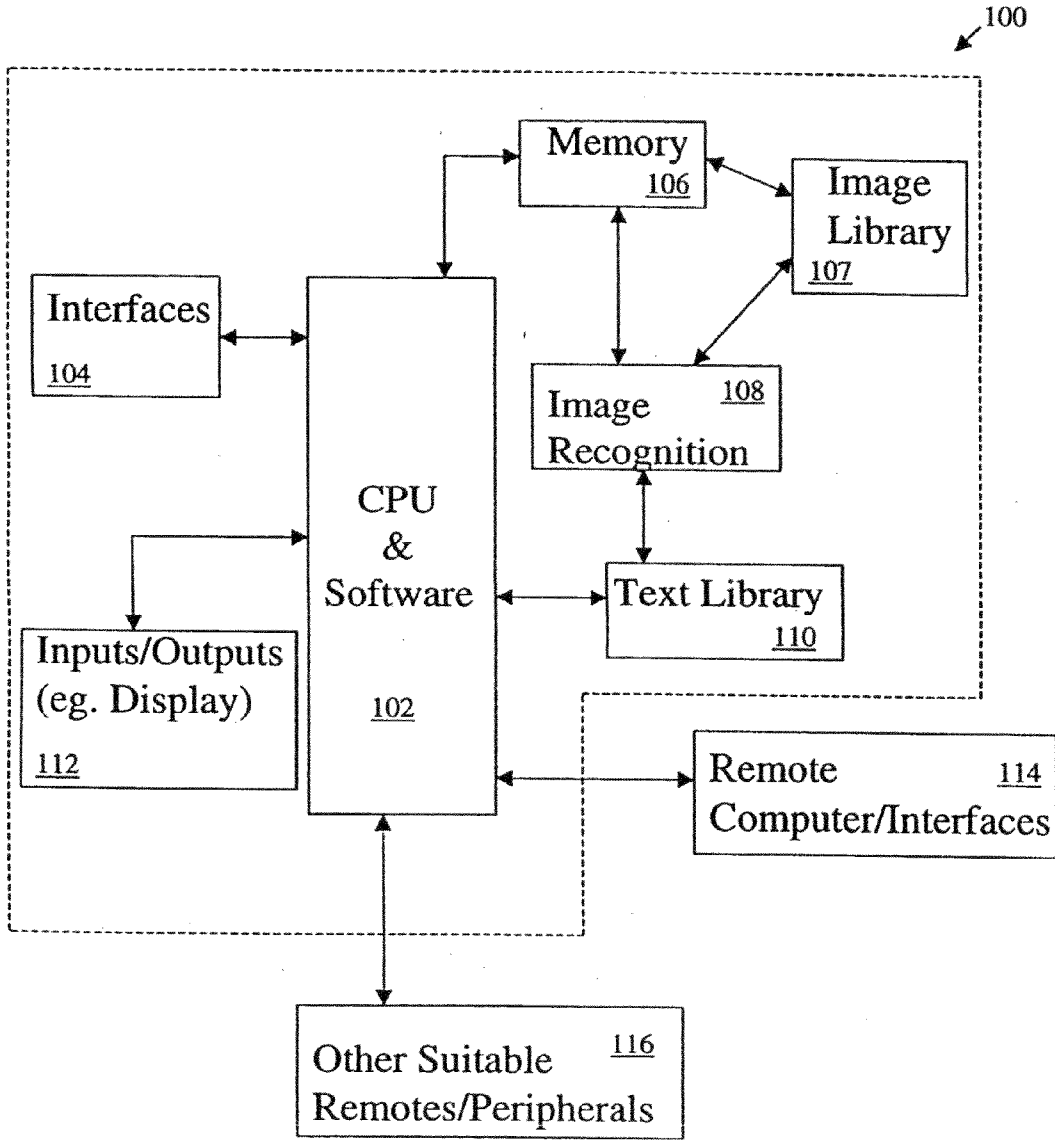 100
Memory
106
Image
Library
107
Interfaces
104
108
Image
Recognition
CPU
&
Software
102
Text Library
110
Inputs/Outputs
(eg. Display)
112
Remote
114
Computer/Interfaces
Other Suitable
116
Remotes/Peripherals